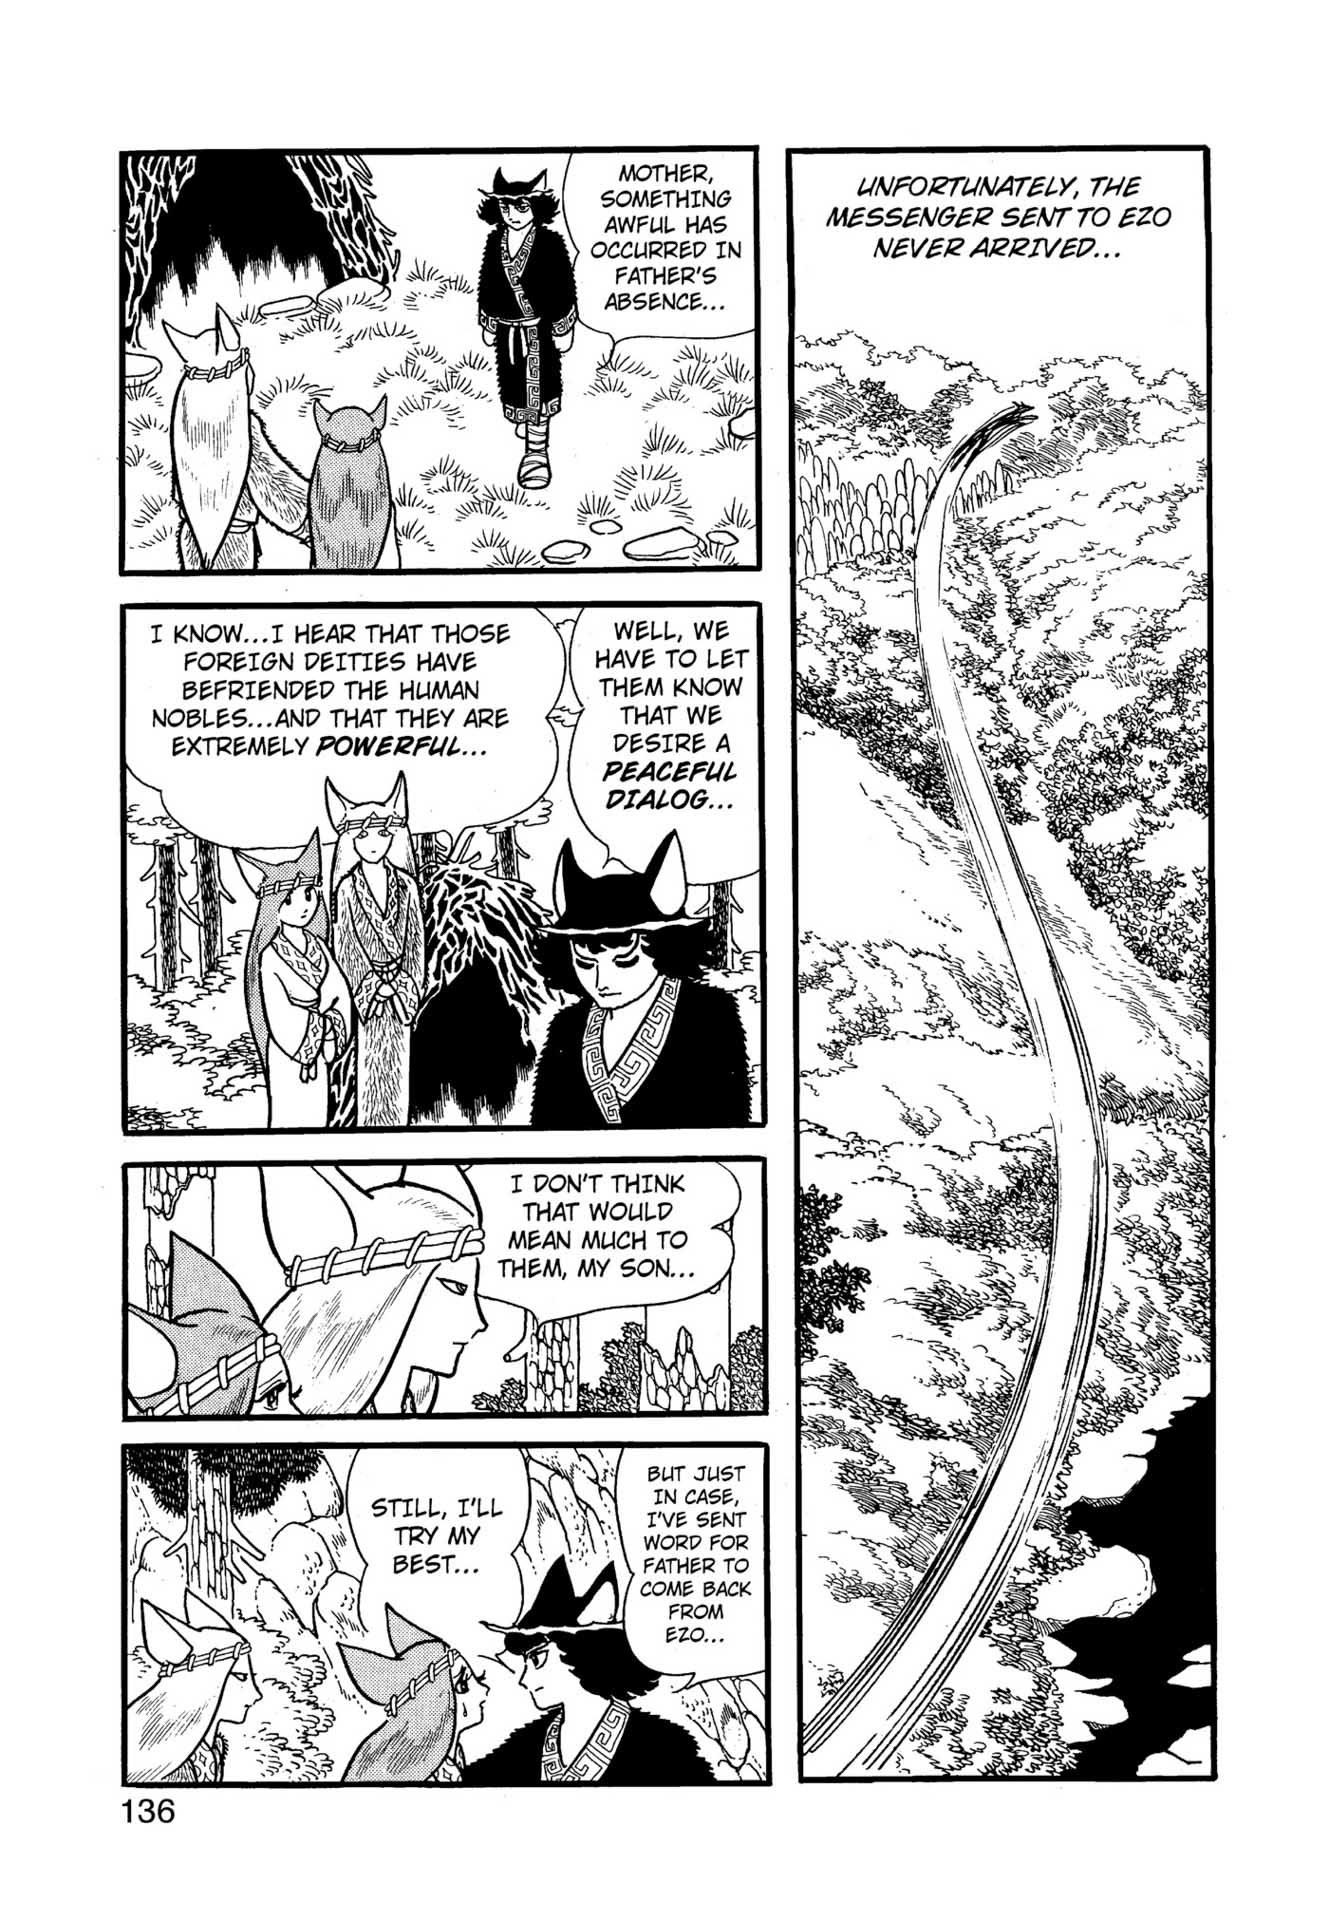 UNFORTUNATELY, THE
MESSENGER SENT TO EZO
NEVER ARRIVED...
MOTHER,
SOMETHING
AWFUL HAS
OCCURRED IN
FATHER'S
ABSENCE...
WELL, WE
HAVE TO LET
THEM KNOW
THAT WE
DESIRE A
PEACEFUL
DIALOG...
I KNOW...I HEAR THAT THOSE
FOREIGN DEITIES HAVE
BEFRIENDED THE HUMAN
NOBLES...AND THAT THEY ARE
EXTREMELY POWERFUL...
I DON'T THINK
THAT WOULD
MEAN MUCH TO
THEM, MY SON...
BUT JUST
IN CASE,
I'VE SENT
WORD FOR
FATHER TO
COME BACK
FROM
EZO...
STILL, I'LL
TRY MY
BEST...
136